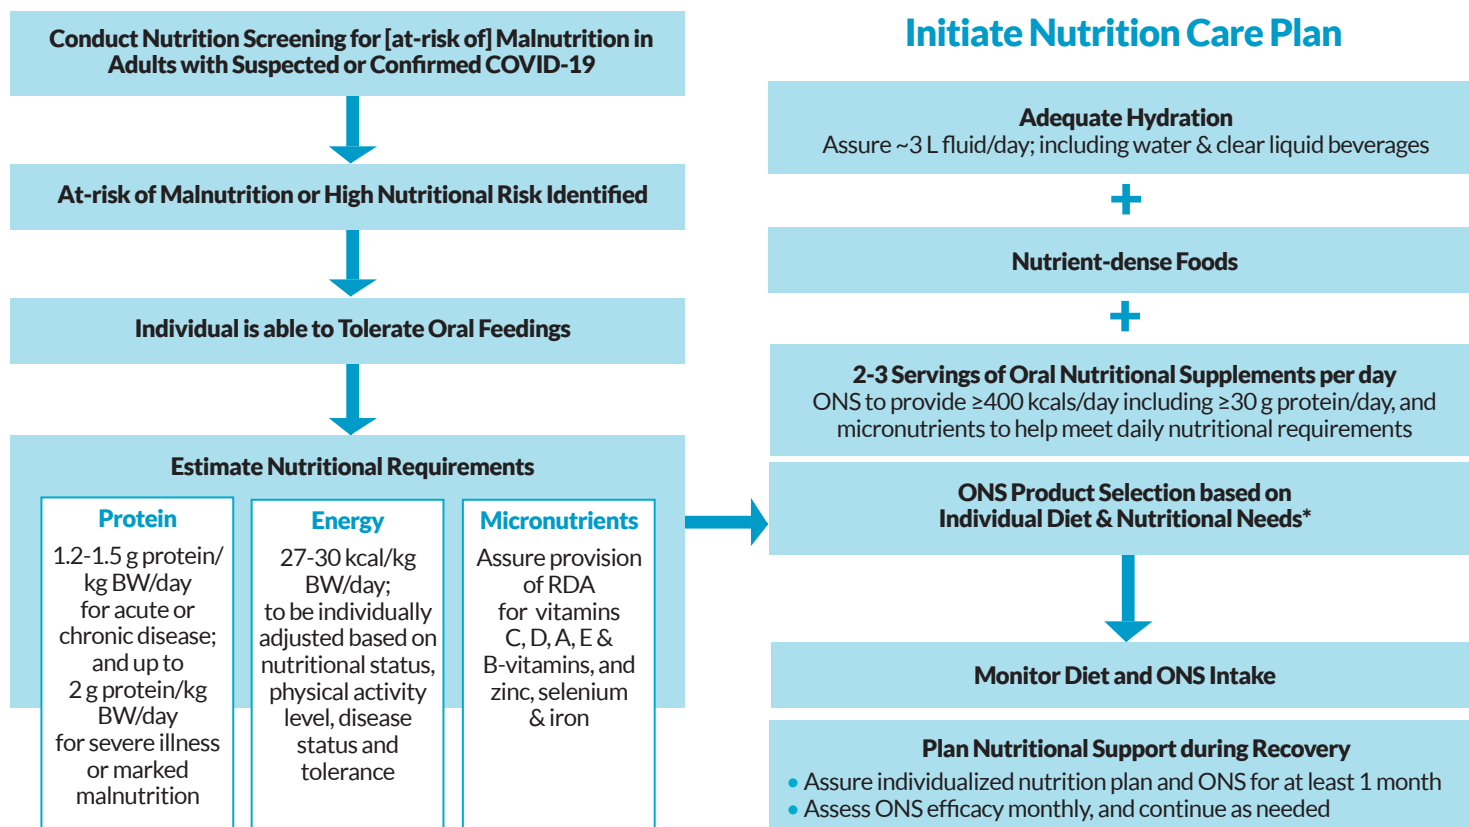 Conduct Nutrition Screening for [at-risk of] Malnutrition in
Adults with Suspected or Confirmed COVID-19
At-risk of Malnutrition or High Nutritional Risk Identified
Individual is able to Tolerate Oral Feedings
Estimate Nutritional Requirements
Protein
1.2-1.5 g protein/
kg BW/day
for acute or
chronic disease;
and up to
2 g protein/kg
BW/day
for severe illness
or marked
malnutrition
Energy
27-30 kcal/kg
BW/day;
to be individually
adjusted based on
nutritional status,
physical activity
level, disease
status and
tolerance
Micronutrients
Assure provision
of RDA
for vitamins
C, D, A, E &
B-vitamins, and
zinc, selenium
& iron
Initiate Nutrition Care Plan
Adequate Hydration
Assure ~3 L fluid/day; including water & clear liquid beverages
+
Nutrient-dense Foods
+
2-3 Servings of Oral Nutritional Supplements per day
ONS to provide ≥400 kcals/day including ≥30 g protein/day, and
micronutrients to help meet daily nutritional requirements
ONS Product Selection based on
Individual Diet & Nutritional Needs*
Monitor Diet and ONS Intake
Plan Nutritional Support during Recovery
• Assure individualized nutrition plan and ONS for at least 1 month
• Assess ONS efficacy monthly, and continue as needed